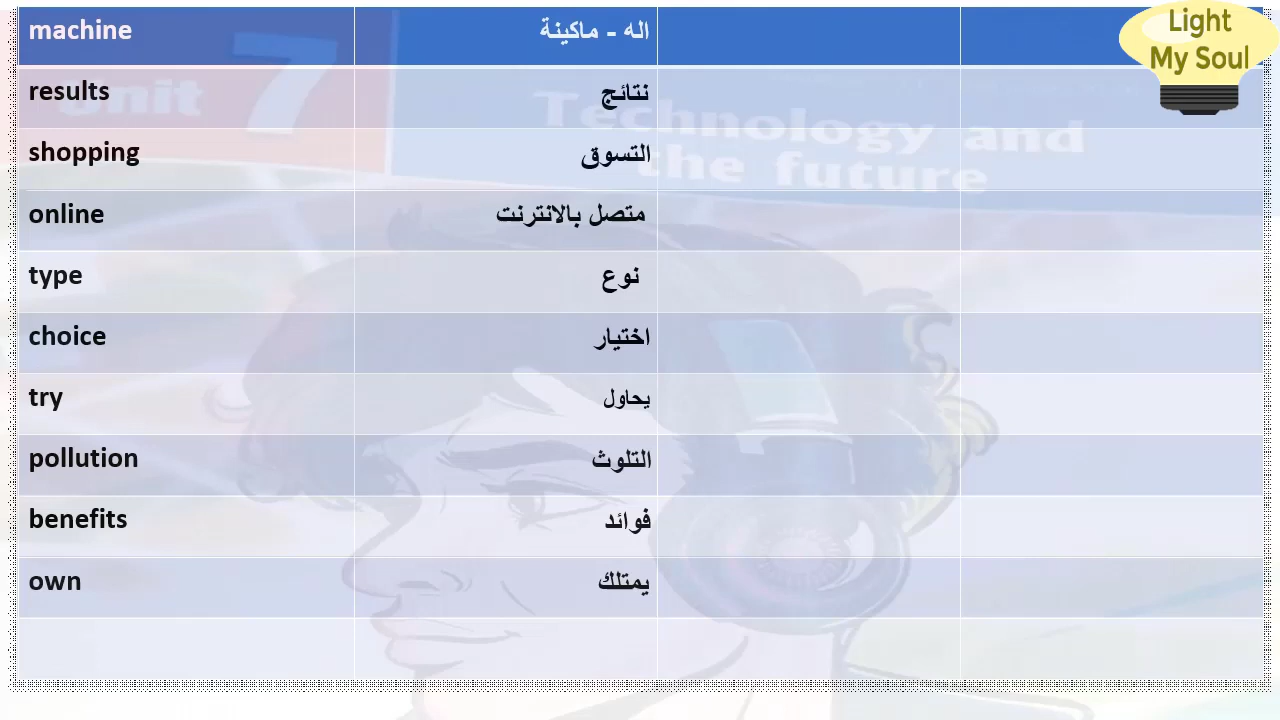 machine اله - ماكينة
results نتائج
shopping التسوق
online متصل بالانترنت
type نوع
choice اختيار
try يحاول
pollution التلوث
benefits فوائد
own يمتلك
Light
My Soul
Unit 7
Technology and
the future